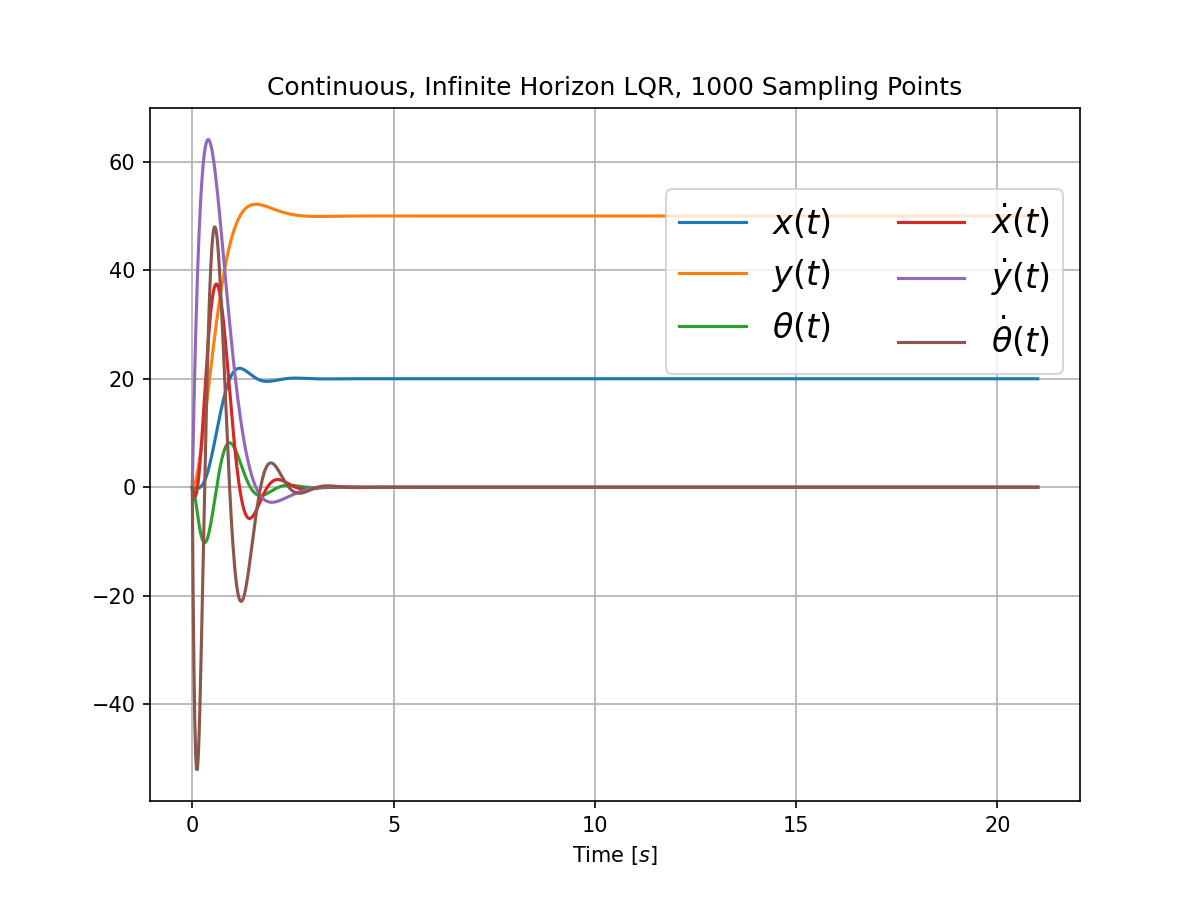 Continuous, Infinite Horizon LQR, 1000 Sampling Points
60
40
20
0
−20
−40
x(t)
y(t)
θ(t)
ẋ(t)
ẏ(t)
θ̇(t)
0 5 10 15 20
Time [s]